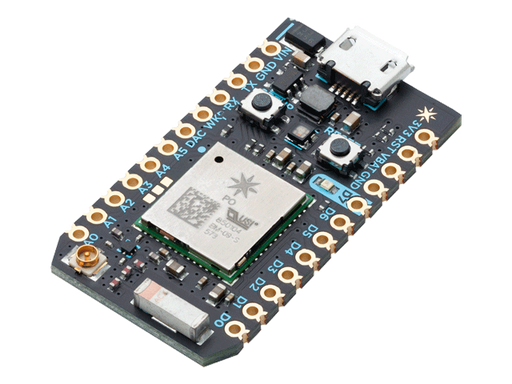 VIN
GND
TX
RX
WKP
DAC
A5
A4
A3
A2
A1
A0
3V3
RST
VBAT
GND
D7
D6
D5
D4
D3
D2
D1
D0
P0
USI